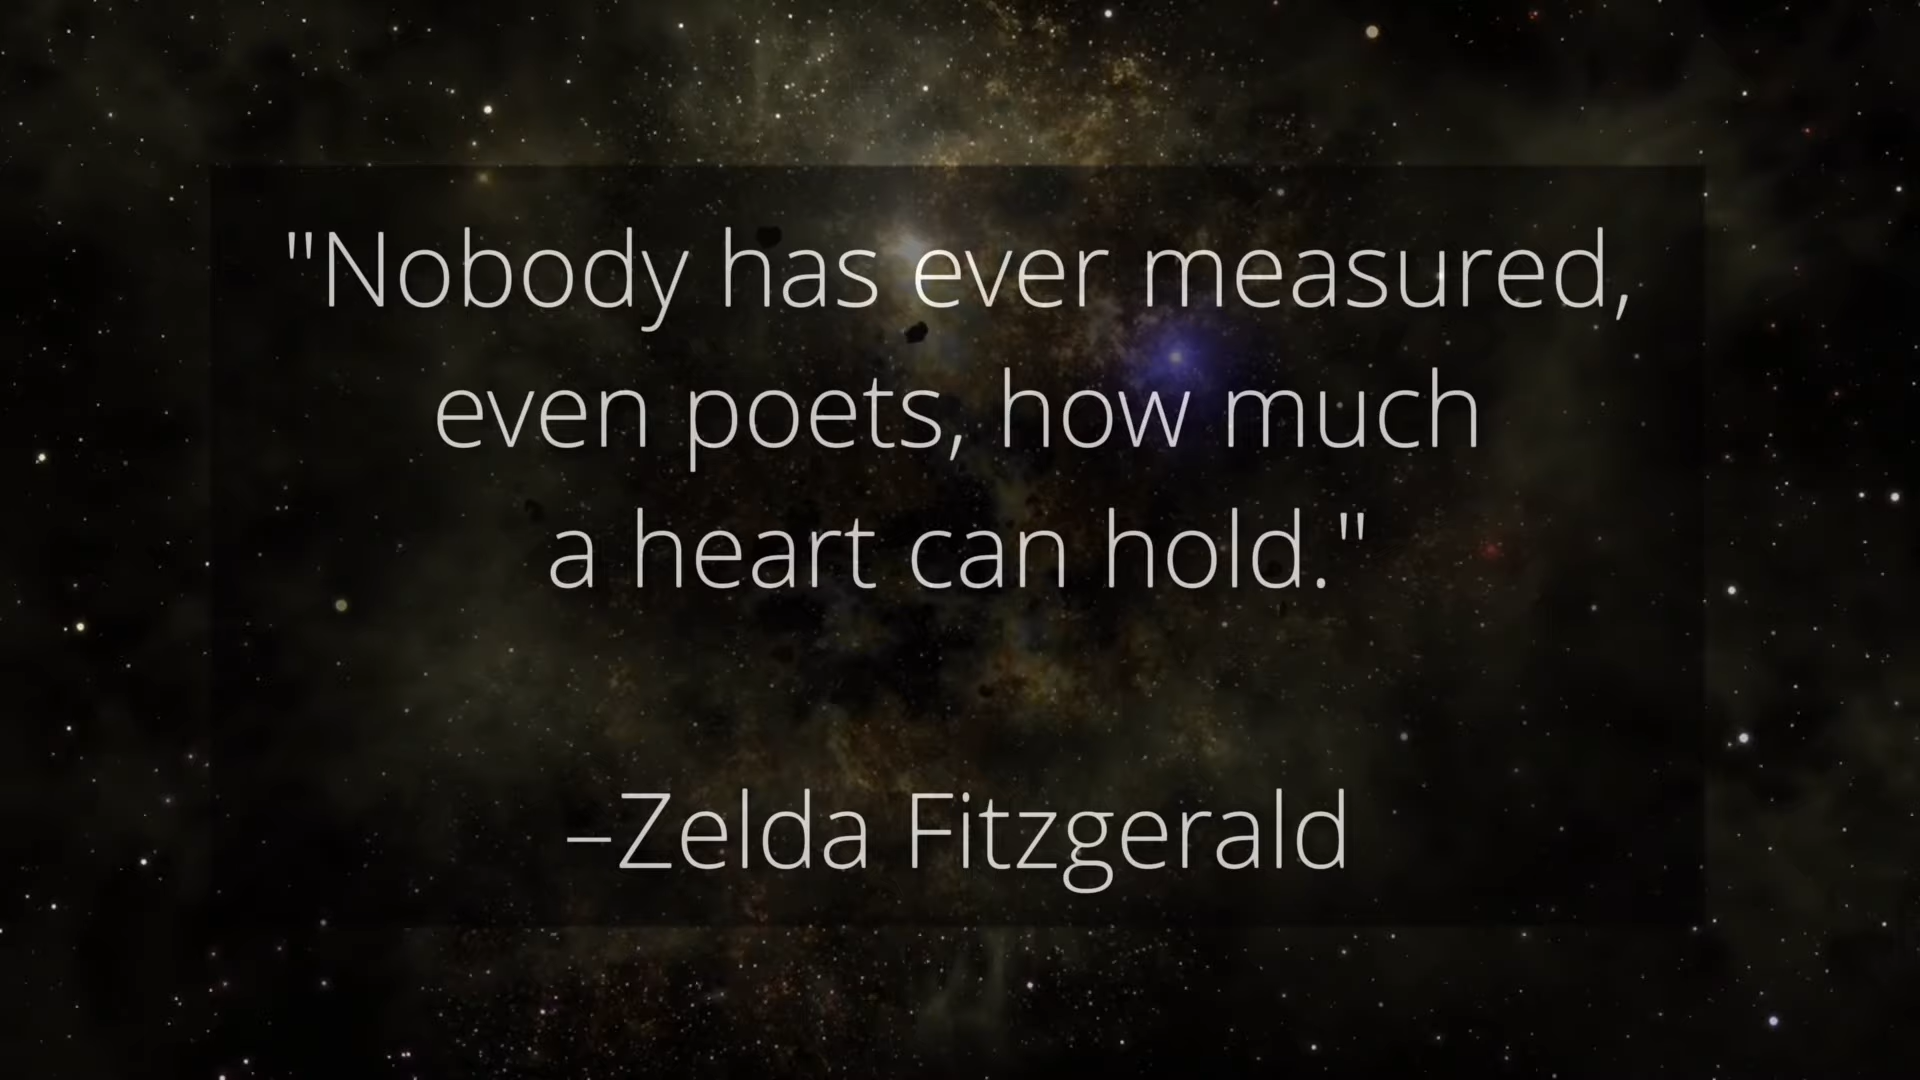 "Nobody has ever measured,
even poets, how much
a heart can hold."
–Zelda Fitzgerald